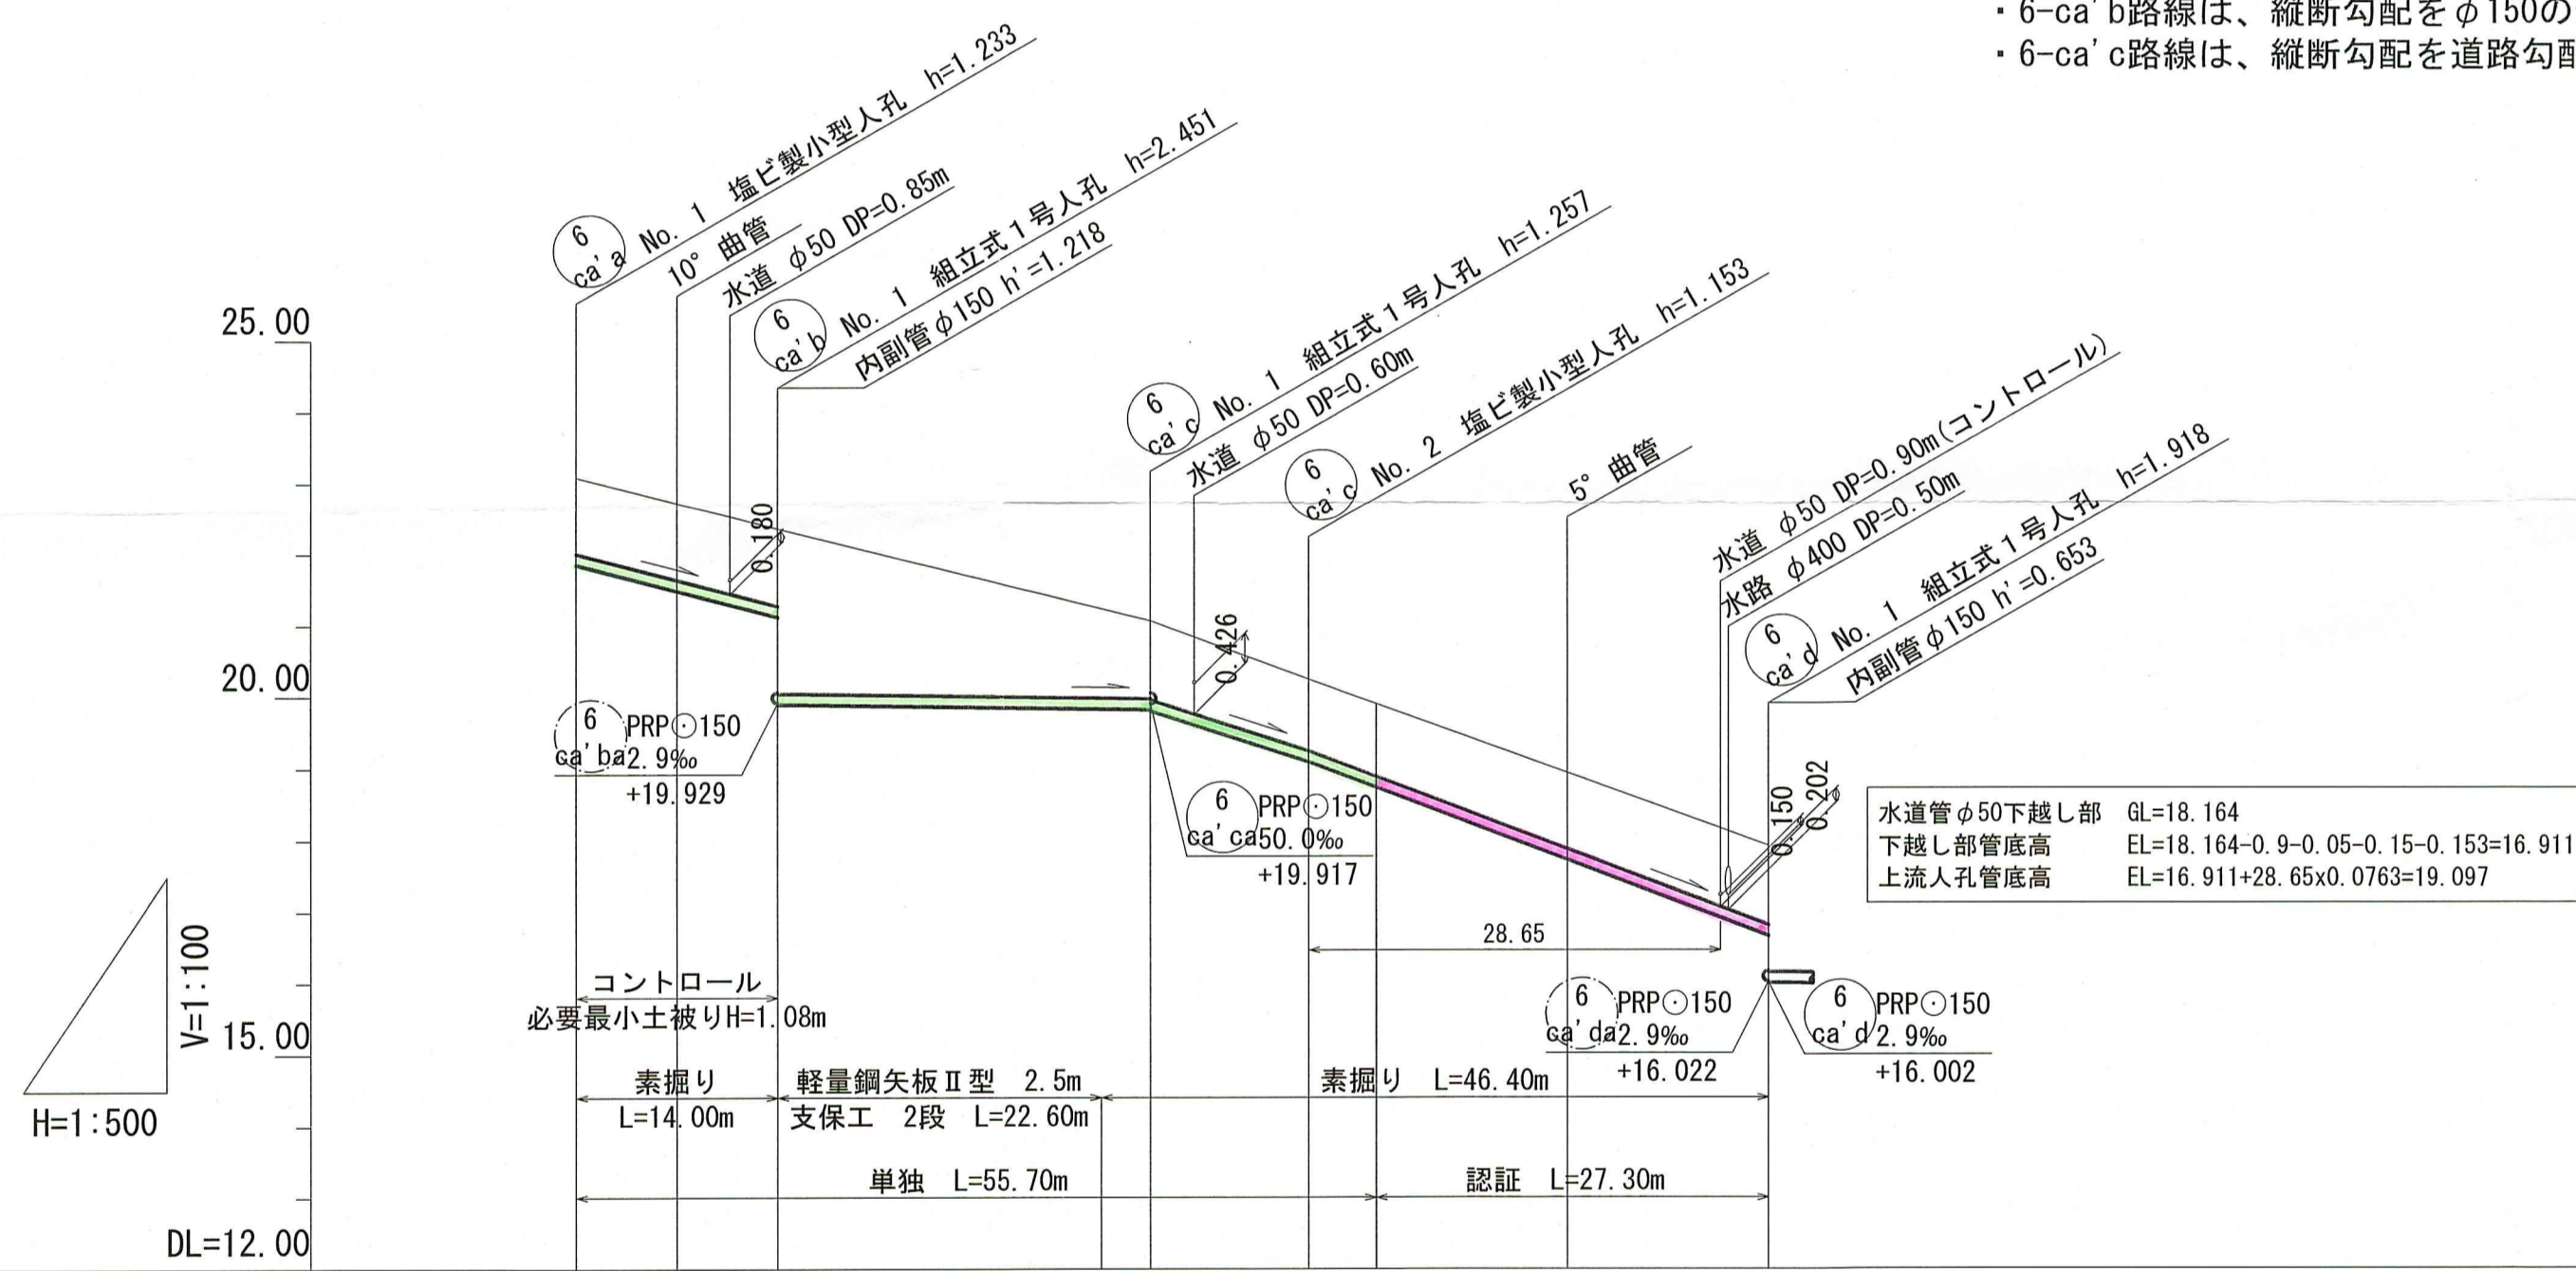 ・6-ca'b路線は、縦断勾配をφ150の
・6-ca'c路線は、縦断勾配を道路勾配
6
ca'a
No. 1 塩ビ製小型人孔 h=1.233
10° 曲管
水道 φ50 DP=0.85m
6
ca'b
No. 1 組立式1号人孔 h=2.451
内副管φ150 h'=1.218
6
ca'c
No. 1 組立式1号人孔 h=1.257
水道 φ50 DP=0.60m
6
ca'c
No. 2 塩ビ製小型人孔 h=1.153
5° 曲管
水道 φ50 DP=0.90m(コントロール)
水路 φ400 DP=0.50m
6
ca'd
No. 1 組立式1号人孔 h=1.918
内副管φ150 h'=0.653
25.00
20.00
15.00
DL=12.00
V=1:100
H=1:500
0.180
0.426
0.150
0.202
6
ca'ba
PRP⊙150
2.9‰
+19.929
6
ca'ca
PRP⊙150
50.0‰
+19.917
水道管φ50下越し部 GL=18.164
下越し部管底高 EL=18.164-0.9-0.05-0.15-0.153=16.911
上流人孔管底高 EL=16.911+28.65x0.0763=19.097
28.65
6
ca'da
PRP⊙150
2.9‰
+16.022
6
ca'd
PRP⊙150
2.9‰
+16.002
コントロール
必要最小土被りH=1.08m
素掘り
L=14.00m
軽量鋼矢板Ⅱ型 2.5m
支保工 2段 L=22.60m
素掘り L=46.40m
単独 L=55.70m
認証 L=27.30m